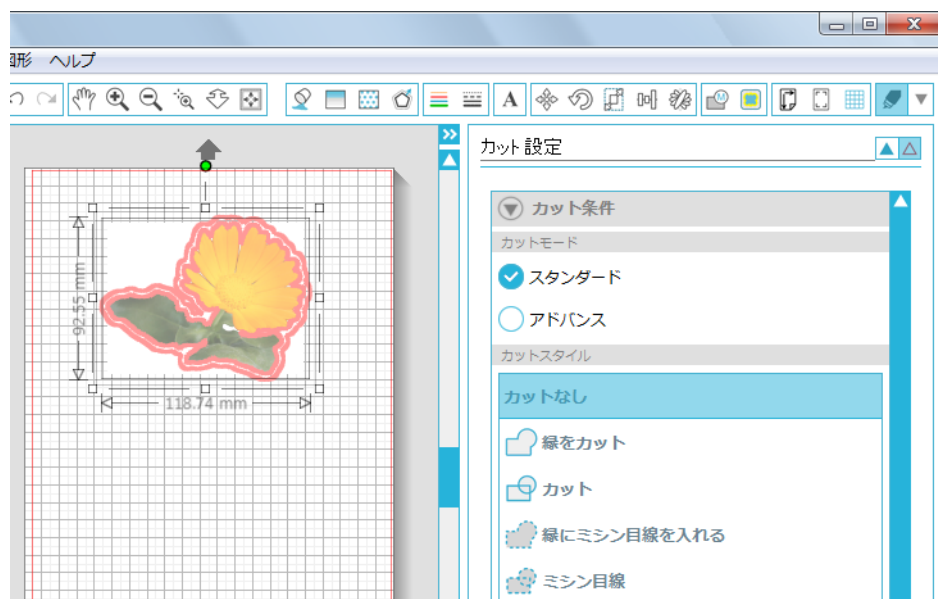 図形 ヘルプ
A
M
カット設定
カット条件
カットモード
スタンダード
アドバンス
カットスタイル
カットなし
縁をカット
カット
縁にミシン目線を入れる
ミシン目線
92.55 mm
118.74 mm